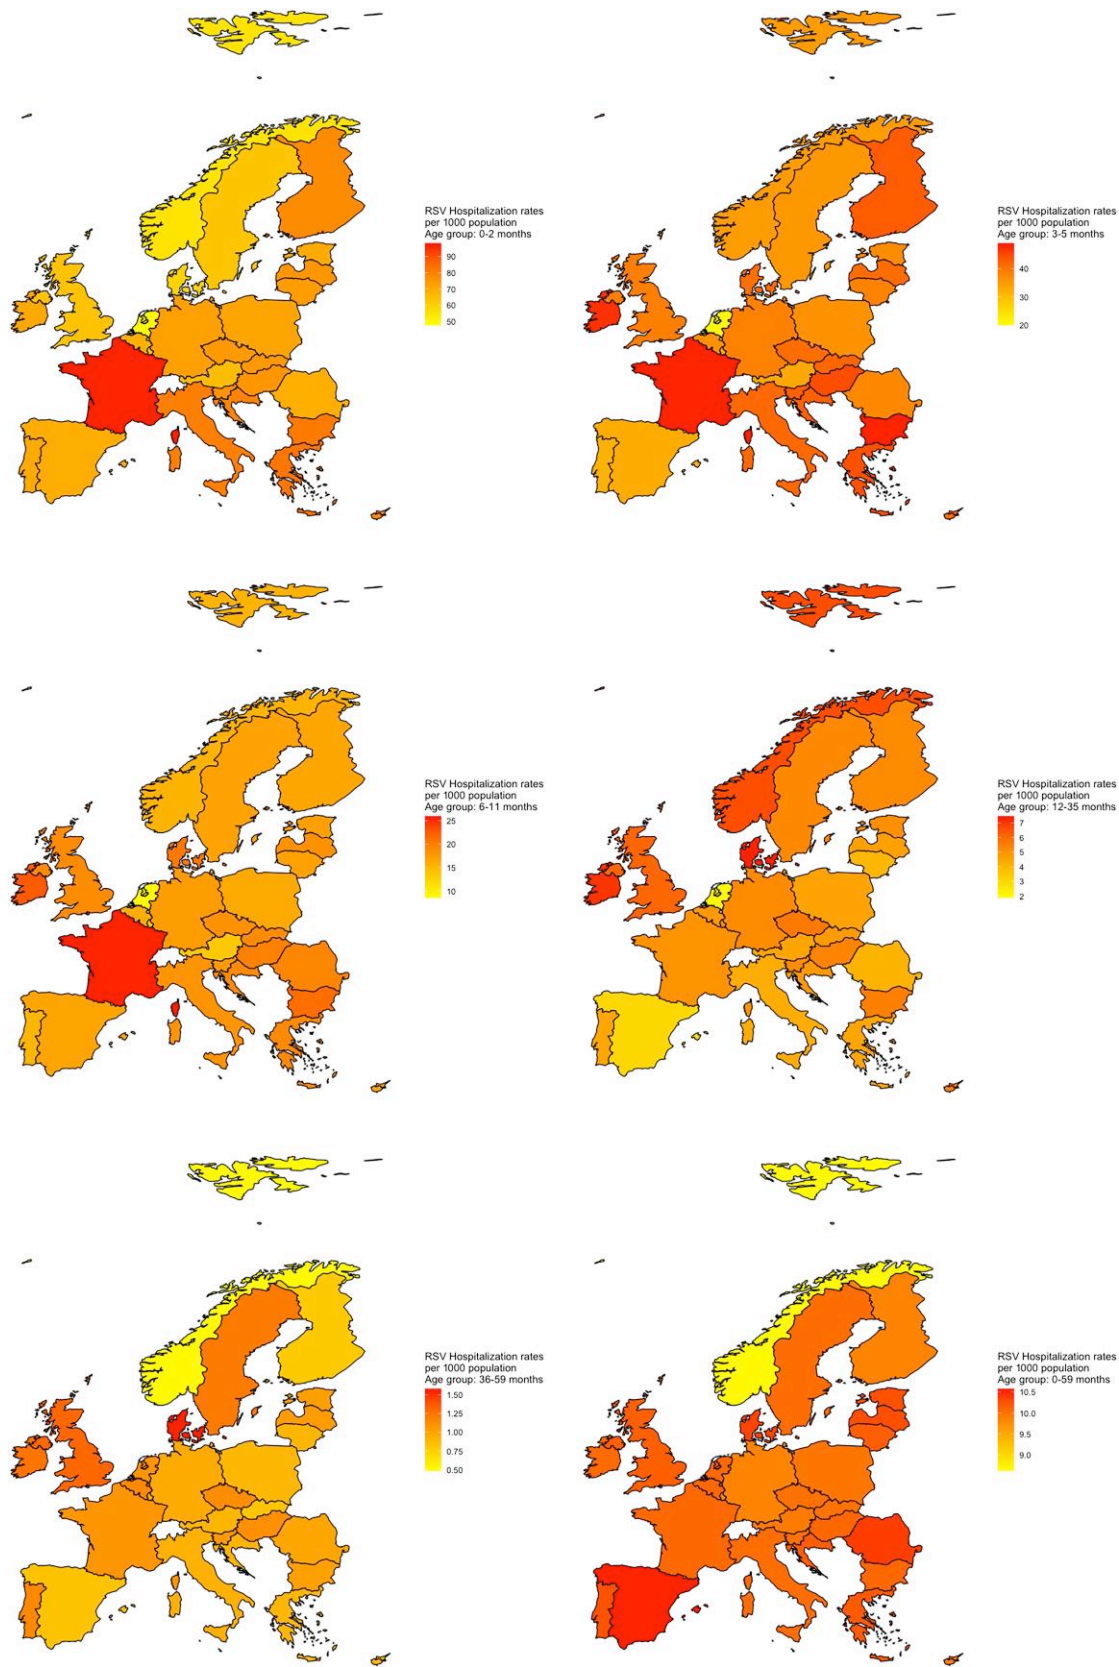 RSV Hospitalization rates
per 1000 population
Age group: 0-2 months
90
80
70
60
50
RSV Hospitalization rates
per 1000 population
Age group: 3-5 months
40
30
20
RSV Hospitalization rates
per 1000 population
Age group: 6-11 months
25
20
15
10
RSV Hospitalization rates
per 1000 population
Age group: 12-35 months
7
6
5
4
3
2
RSV Hospitalization rates
per 1000 population
Age group: 36-59 months
1.50
1.25
1.00
0.75
0.50
RSV Hospitalization rates
per 1000 population
Age group: 0-59 months
10.5
10.0
9.5
9.0